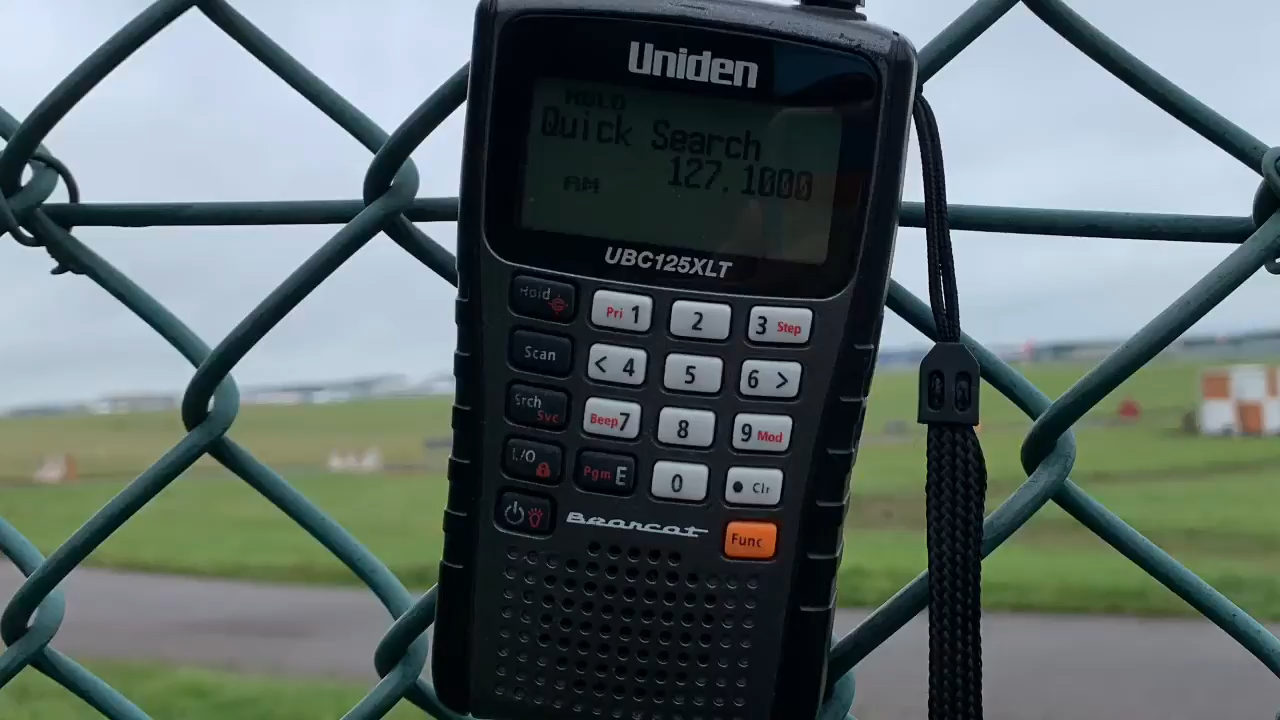 Uniden
HOLD
Quick Search
127.1000
AM
UBC125XLT
Hold
Pri 1
2
3 Step
Scan
< 4
5
6 >
Srch Svc
Beep 7
8
9 Mod
L/O
Pgm E
0
• Clr
Bearcat
Func